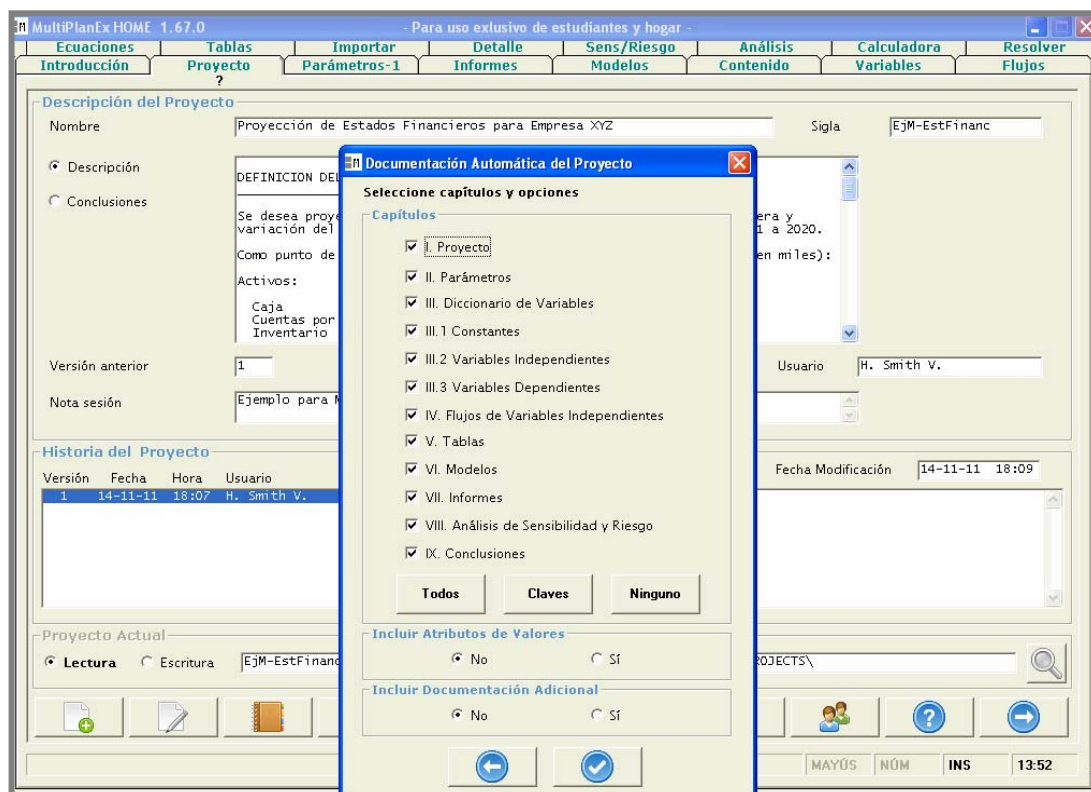 MultiPlanEx HOME 1.67.0 - Para uso exlusivo de estudiantes y hogar -
Ecuaciones Tablas Importar Detalle Sens/Riesgo Análisis Calculadora Resolver
Introducción Proyecto Parámetros-1 Informes Modelos Contenido Variables Flujos
?
Descripción del Proyecto
Nombre Proyección de Estados Financieros para Empresa XYZ Sigla EjM-EstFinanc
Descripción
Conclusiones
DEFINICION DEL
Se desea proye era y
variación del 1 a 2020.
Como punto de en miles):
Activos:
Caja
Cuentas por
Inventario
Versión anterior 1 Usuario H. Smith V.
Nota sesión Ejemplo para M
Historia del Proyecto
Versión Fecha Hora Usuario Fecha Modificación 14-11-11 18:09
1 14-11-11 18:07 H. Smith V.
Proyecto Actual
Lectura Escritura EjM-EstFinanc ROJECTS\
MAYÚS NÚM INS 13:52
Documentación Automática del Proyecto
Seleccione capítulos y opciones
Capítulos
I. Proyecto
II. Parámetros
III. Diccionario de Variables
III.1 Constantes
III.2 Variables Independientes
III.3 Variables Dependientes
IV. Flujos de Variables Independientes
V. Tablas
VI. Modelos
VII. Informes
VIII. Análisis de Sensibilidad y Riesgo
IX. Conclusiones
Todos Claves Ninguno
Incluir Atributos de Valores
No Sí
Incluir Documentación Adicional
No Sí